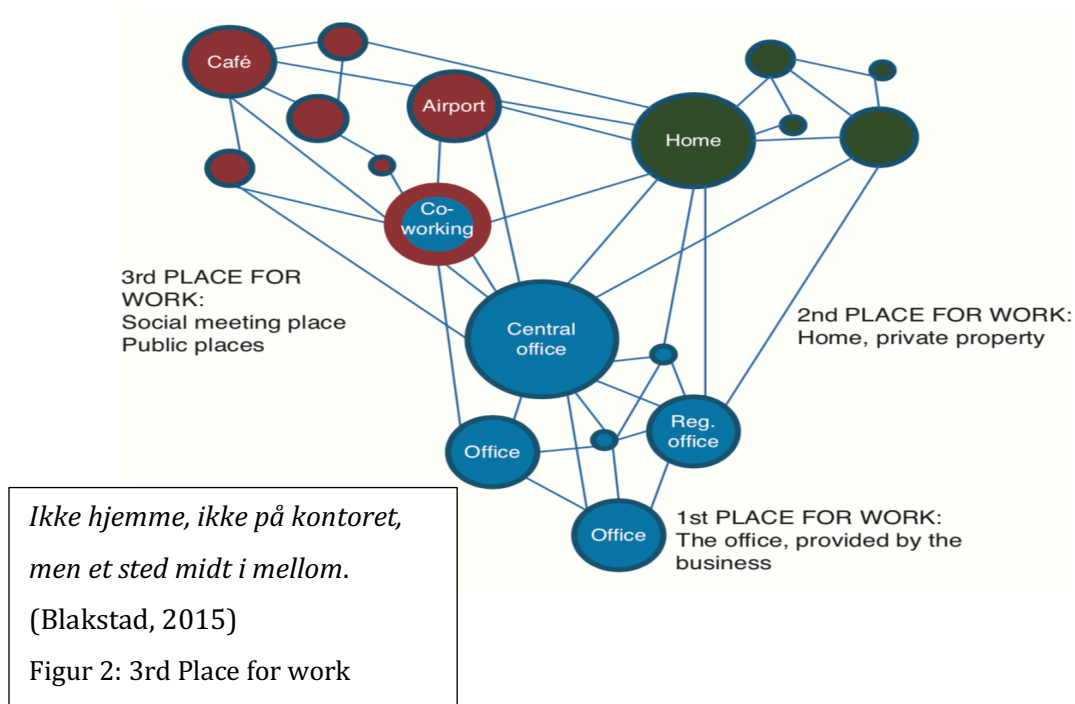 Café
Airport
Home
Co-
working
3rd PLACE FOR
WORK:
Social meeting place
Public places
Central
office
2nd PLACE FOR WORK:
Home, private property
Reg.
office
Office
Office
1st PLACE FOR WORK:
The office, provided by the
business
Ikke hjemme, ikke på kontoret,
men et sted midt i mellom.
(Blakstad, 2015)
Figur 2: 3rd Place for work